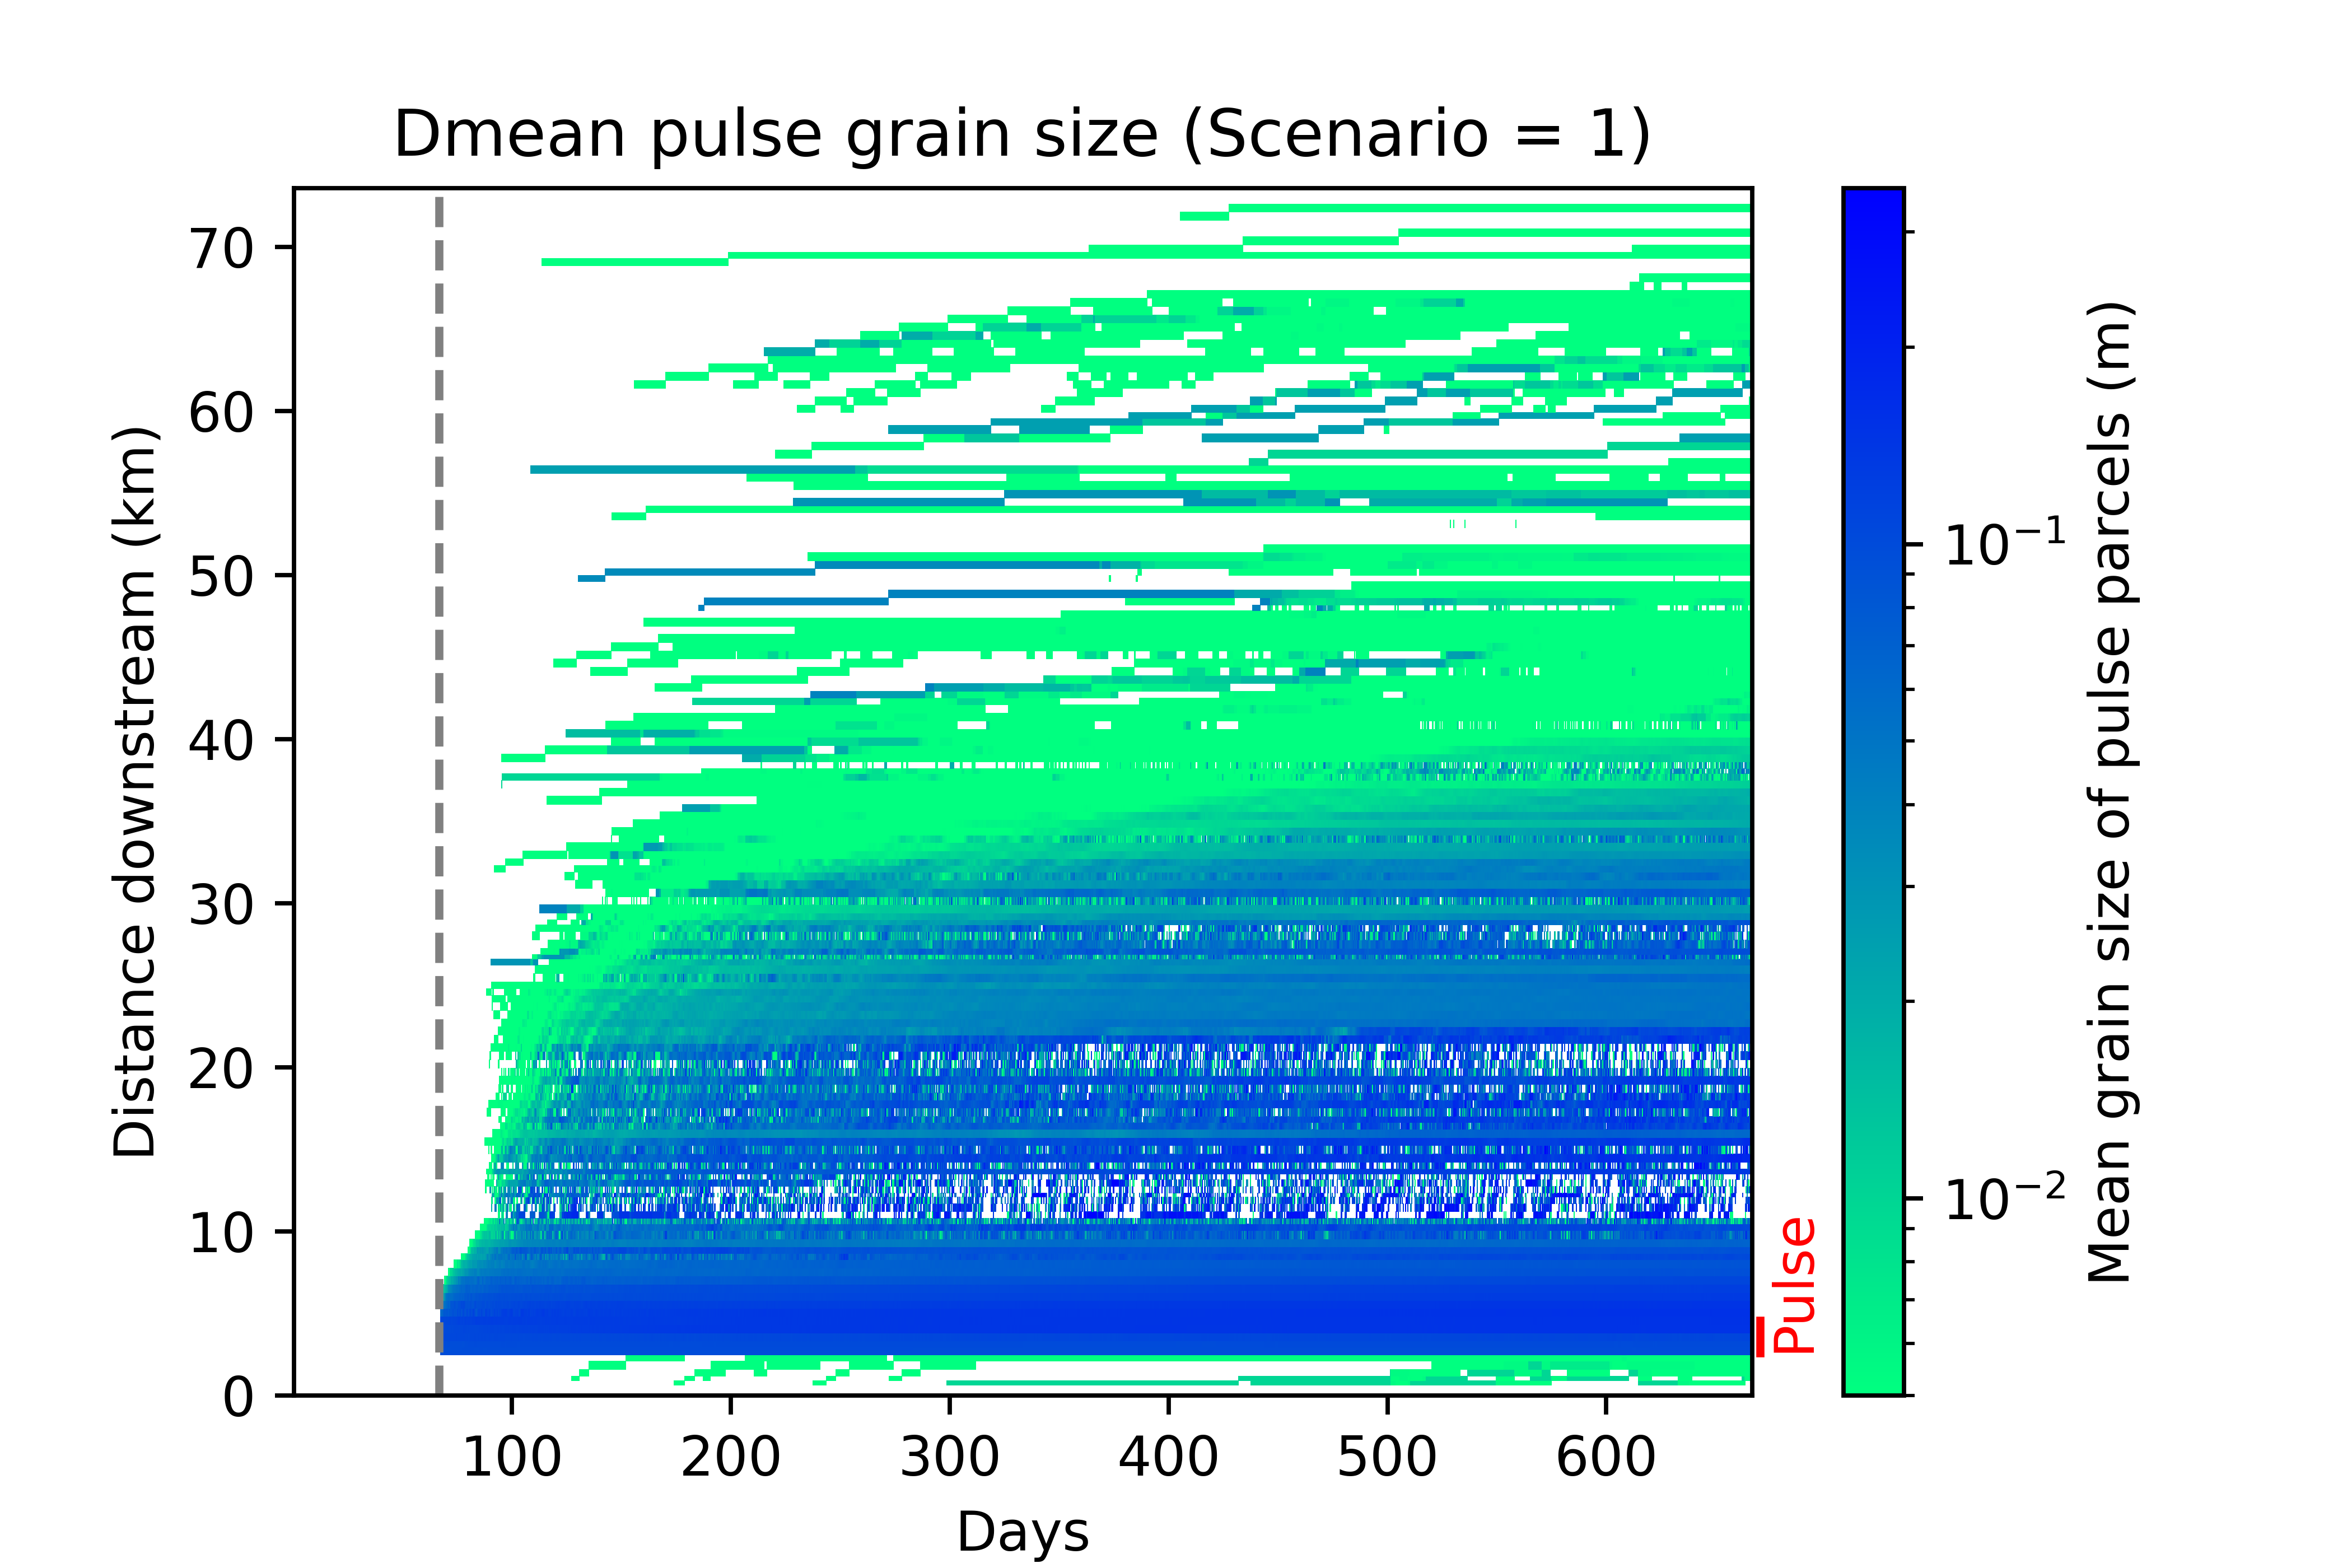 Dmean pulse grain size (Scenario = 1)
Distance downstream (km)
70
60
50
40
30
20
10
0
100 200 300 400 500 600
Days
Pulse
10⁻¹
10⁻²
Mean grain size of pulse parcels (m)